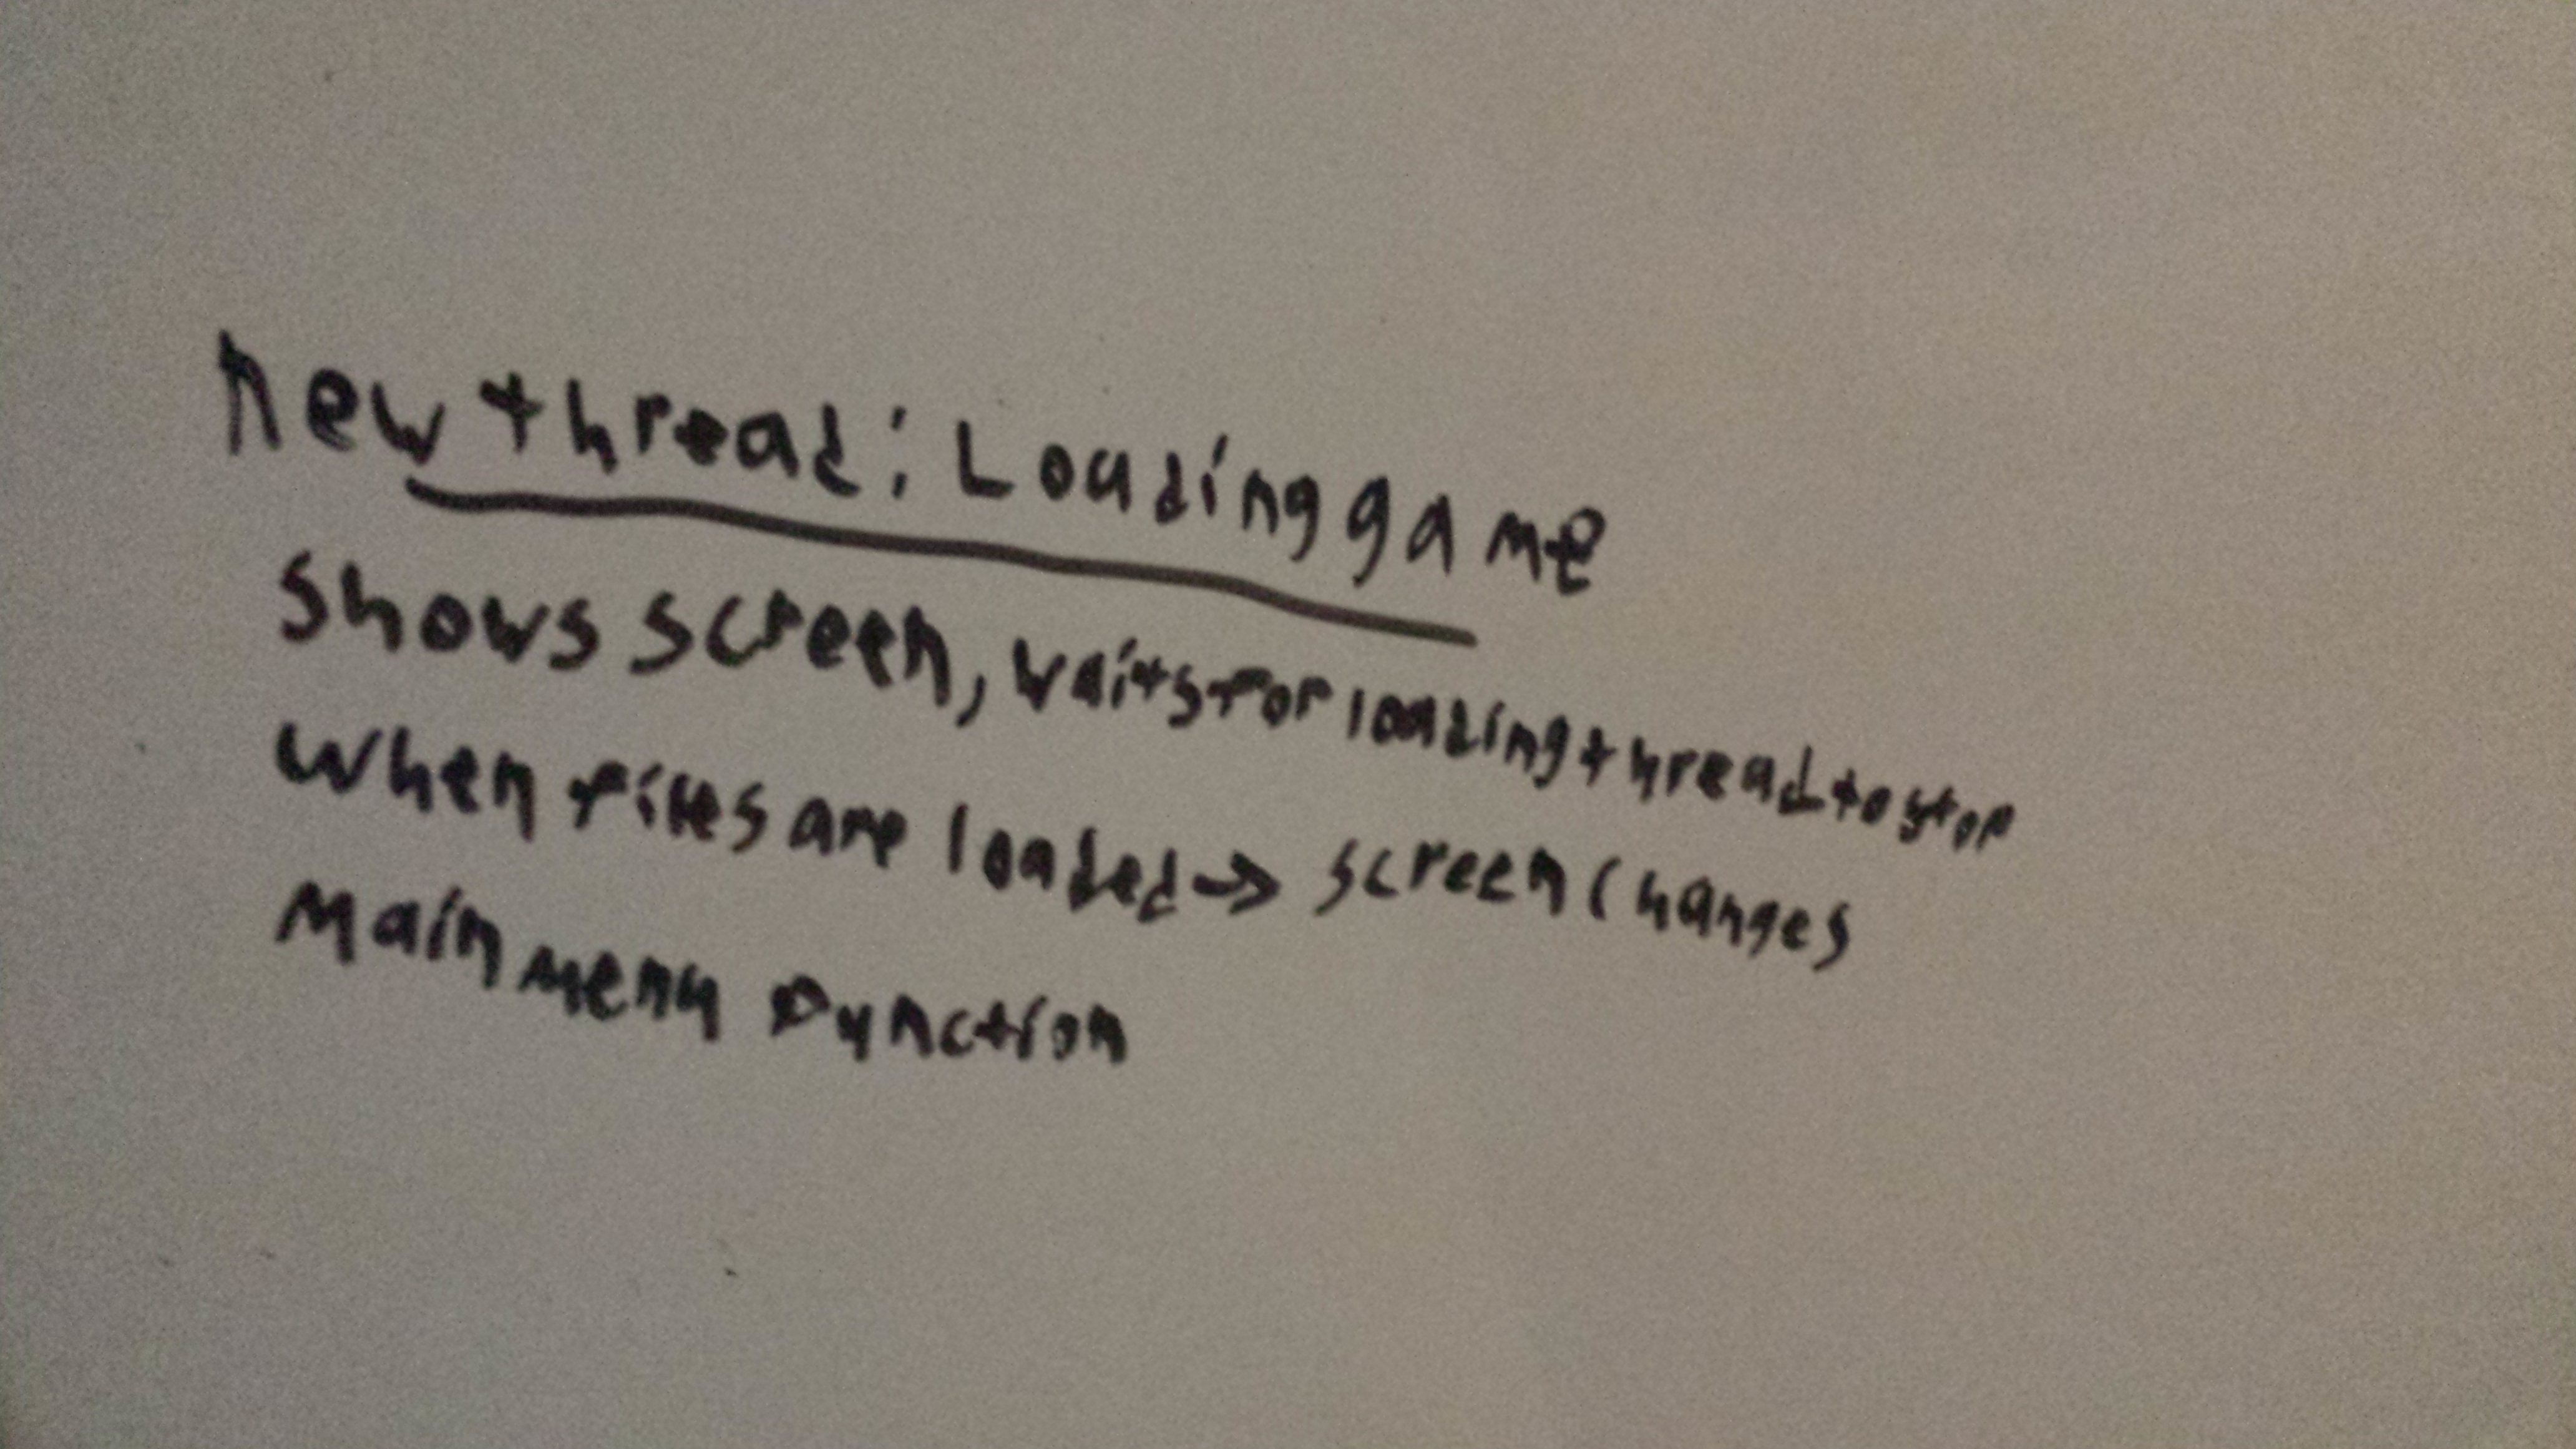 new thread: Loading game
Shows screen, waits for loading thread to stop
When files are loaded → screen changes
Main menu function